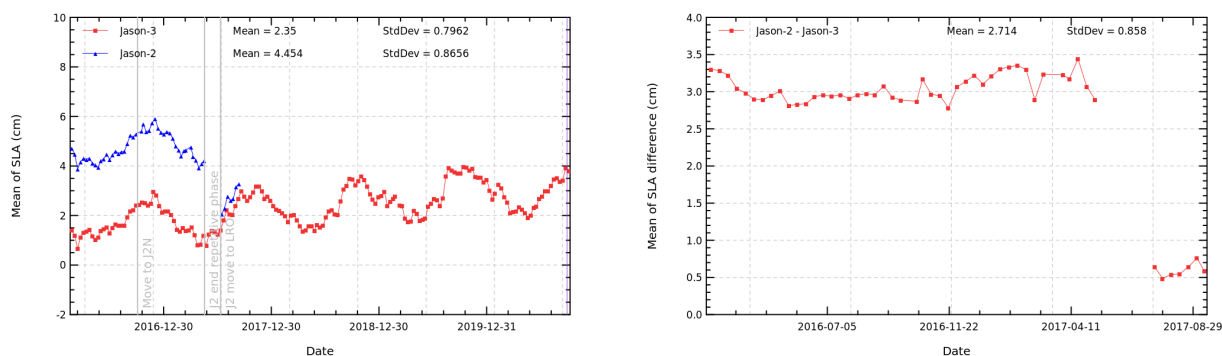 10
8
6
4
2
0
-2
Mean of SLA (cm)
Jason-3 Mean = 2.35 StdDev = 0.7962
Jason-2 Mean = 4.454 StdDev = 0.8656
Move to J2N
J2 end repetitive phase
J2 move to LRO
2016-12-30 2017-12-30 2018-12-30 2019-12-31
Date
4.0
3.5
3.0
2.5
2.0
1.5
1.0
0.5
0.0
Mean of SLA difference (cm)
Jason-2 - Jason-3 Mean = 2.714 StdDev = 0.858
2016-07-05 2016-11-22 2017-04-11 2017-08-29
Date